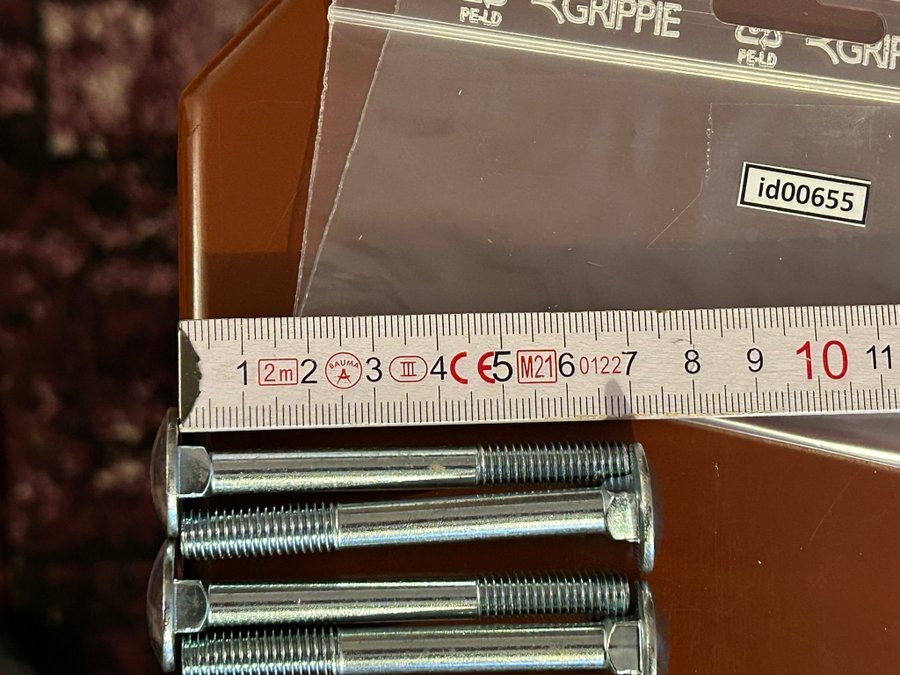 PE-LD GRIPPIE
PE-LD GRIP
id00655
1 2m 2 BAUMA A 3 III 4 CE 5 M21 6 0122 7 8 9 10 11